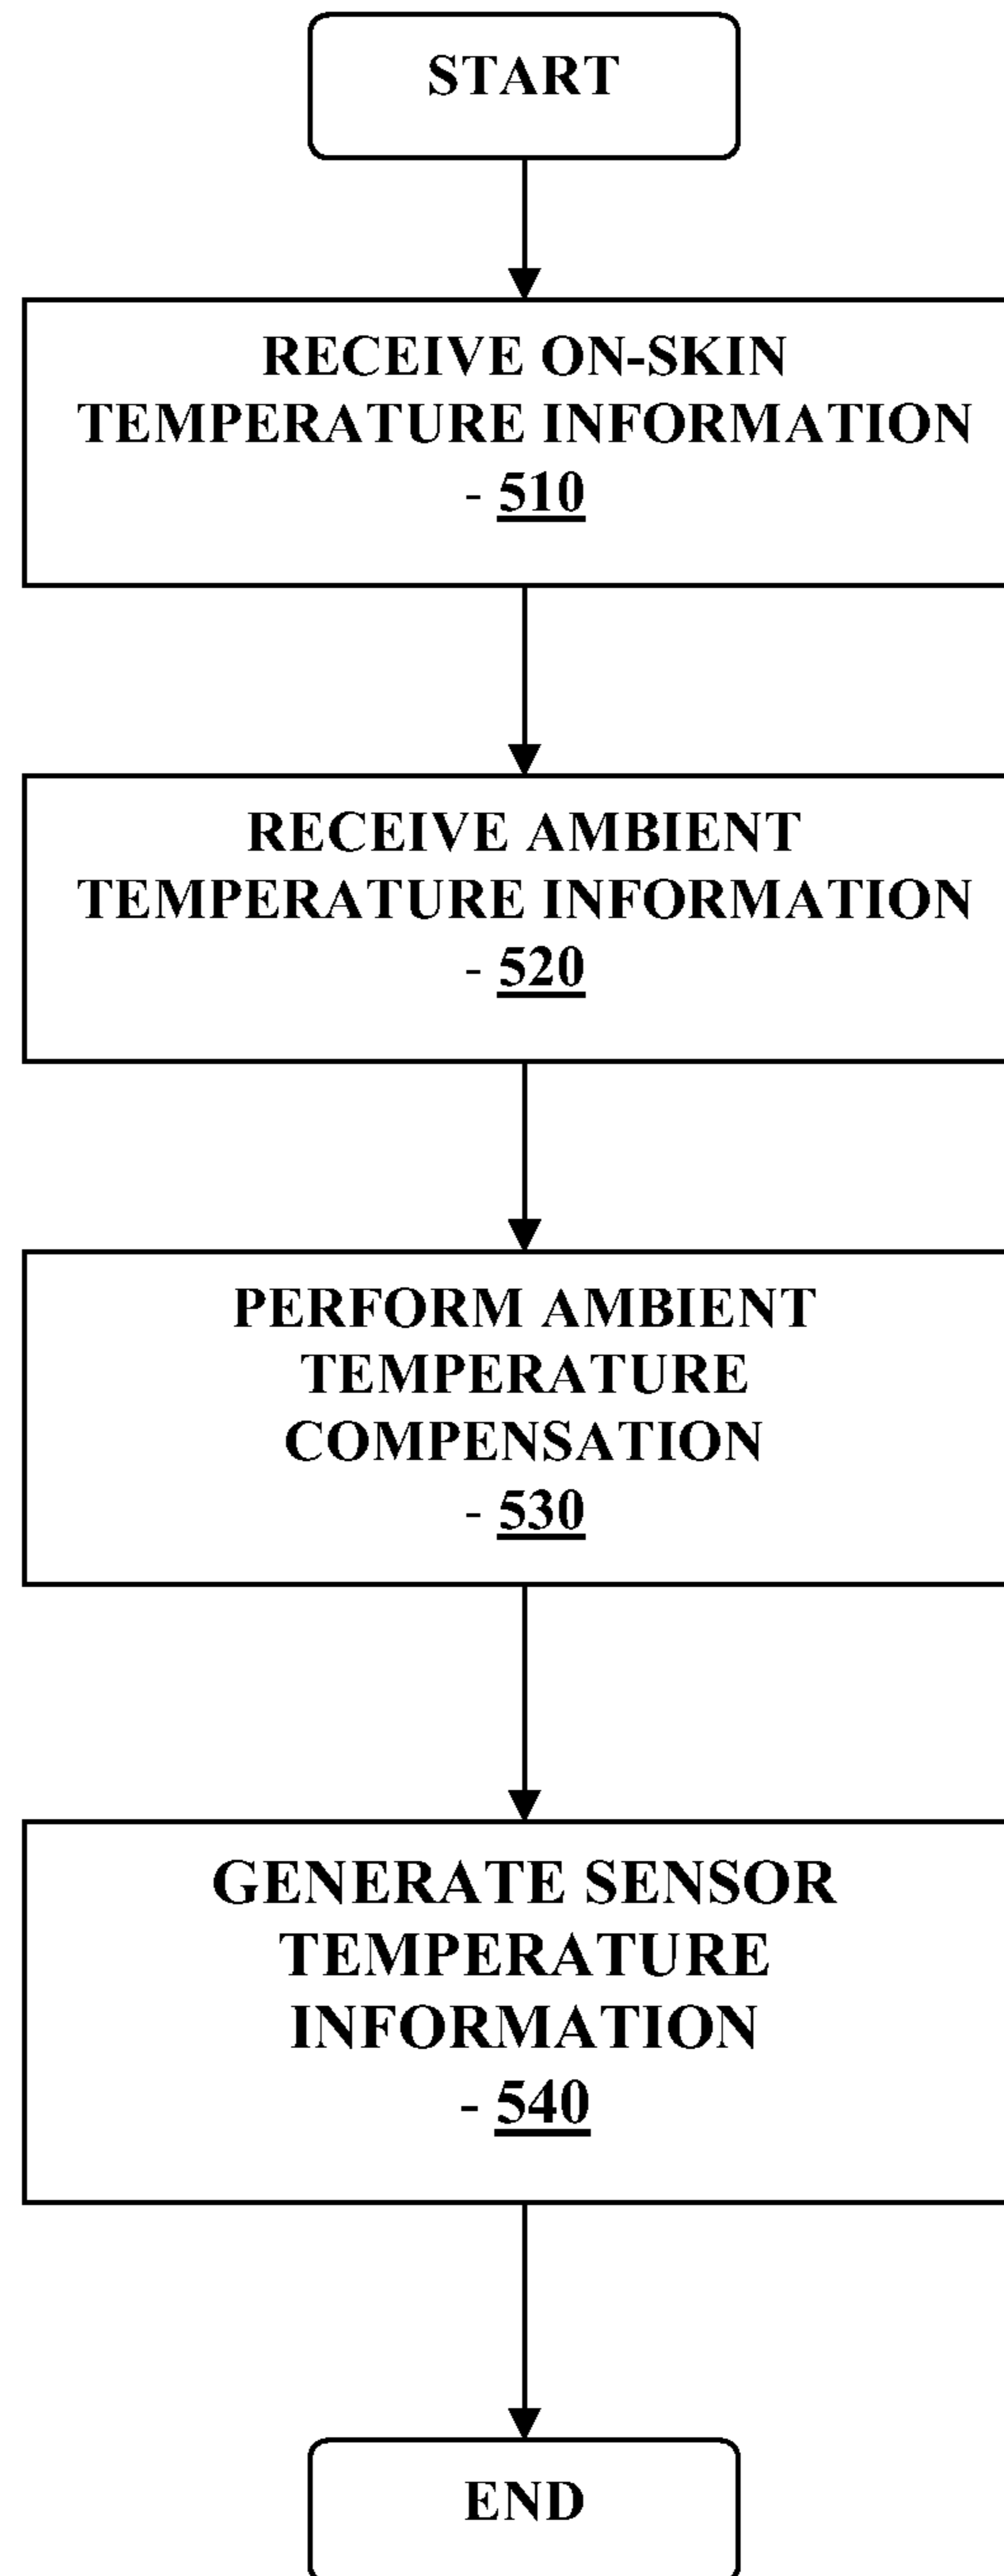 START
RECEIVE ON-SKIN
TEMPERATURE INFORMATION
- 510
RECEIVE AMBIENT
TEMPERATURE INFORMATION
- 520
PERFORM AMBIENT
TEMPERATURE
COMPENSATION
- 530
GENERATE SENSOR
TEMPERATURE
INFORMATION
- 540
END